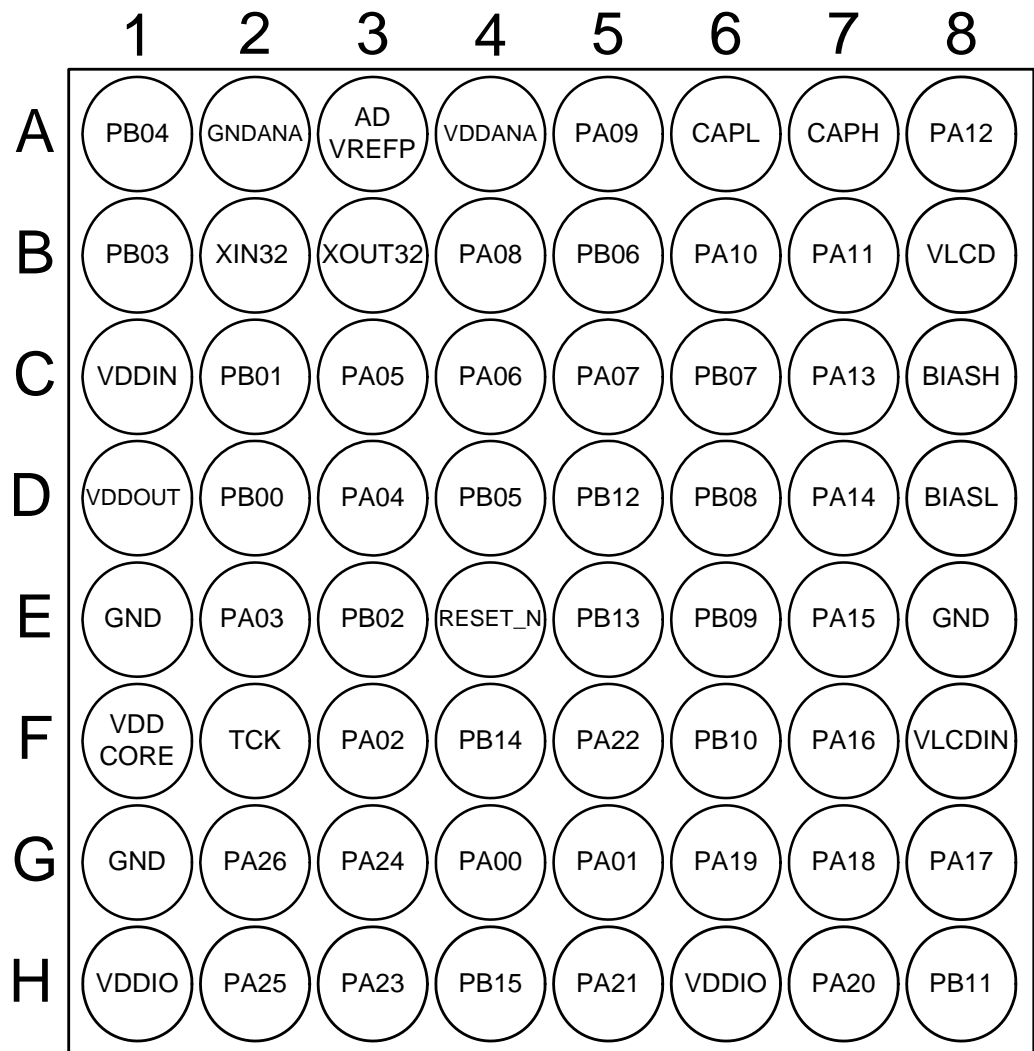 1 2 3 4 5 6 7 8
A PB04 GNDANA AD VREFP VDDANA PA09 CAPL CAPH PA12
B PB03 XIN32 XOUT32 PA08 PB06 PA10 PA11 VLCD
C VDDIN PB01 PA05 PA06 PA07 PB07 PA13 BIASH
D VDDOUT PB00 PA04 PB05 PB12 PB08 PA14 BIASL
E GND PA03 PB02 RESET_N PB13 PB09 PA15 GND
F VDD CORE TCK PA02 PB14 PA22 PB10 PA16 VLCDIN
G GND PA26 PA24 PA00 PA01 PA19 PA18 PA17
H VDDIO PA25 PA23 PB15 PA21 VDDIO PA20 PB11